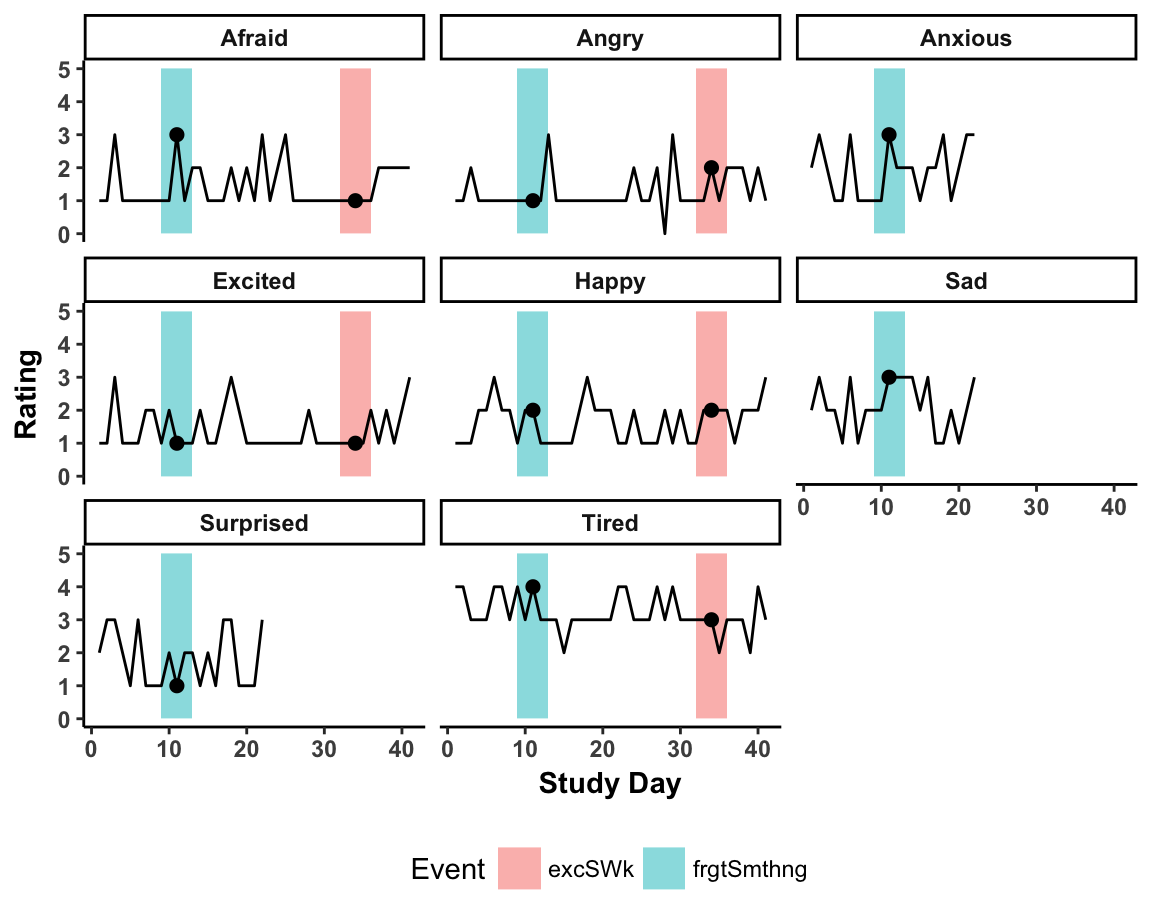 Afraid Angry Anxious
5
4
3
2
1
0
Excited Happy Sad
5
4
3
2
1
0
0 10 20 30 40
Surprised Tired
5
4
3
2
1
0
0 10 20 30 40 0 10 20 30 40
Rating
Study Day
Event excSWk frgtSmthng